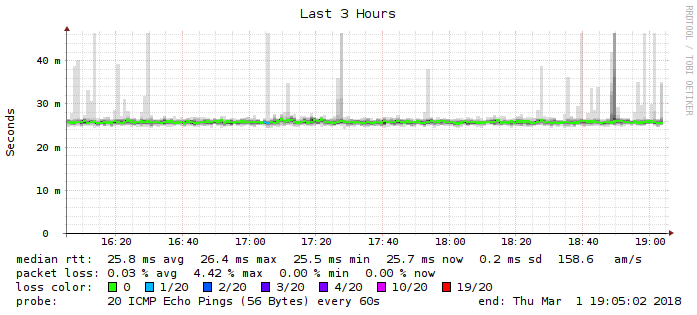 Last 3 Hours
RRDTOOL / TOBI OETIKER
Seconds
40 m
30 m
20 m
10 m
0
16:20 16:40 17:00 17:20 17:40 18:00 18:20 18:40 19:00
median rtt: 25.8 ms avg 26.4 ms max 25.5 ms min 25.7 ms now 0.2 ms sd 158.6 am/s
packet loss: 0.03 % avg 4.42 % max 0.00 % min 0.00 % now
loss color: 0 1/20 2/20 3/20 4/20 10/20 19/20
probe: 20 ICMP Echo Pings (56 Bytes) every 60s end: Thu Mar 1 19:05:02 2018